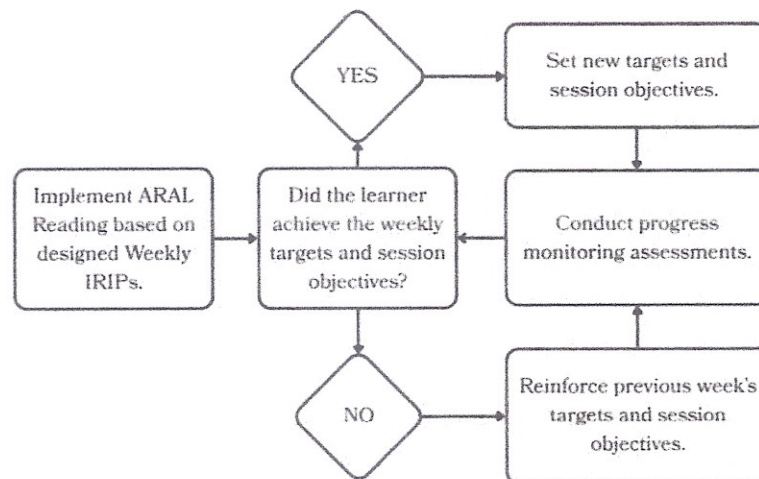 YES
Set new targets and
session objectives.
Implement ARAL
Reading based on
designed Weekly
IRIPs.
Did the learner
achieve the weekly
targets and session
objectives?
Conduct progress
monitoring assessments.
NO
Reinforce previous week's
targets and session
objectives.